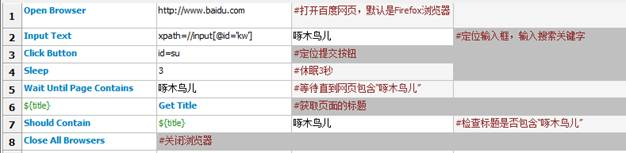 1 Open Browser http://www.baidu.com #打开百度网页，默认是Firefox浏览器
2 Input Text xpath=//input[@id='kw'] 啄木鸟儿 #定位输入框，输入搜索关键字
3 Click Button id=su #定位提交按钮
4 Sleep 3 #休眠3秒
5 Wait Until Page Contains 啄木鸟儿 #等待直到网页包含“啄木鸟儿”
6 ${title} Get Title #获取页面的标题
7 Should Contain ${title} 啄木鸟儿 #检查标题是否包含“啄木鸟儿”
8 Close All Browsers #关闭浏览器